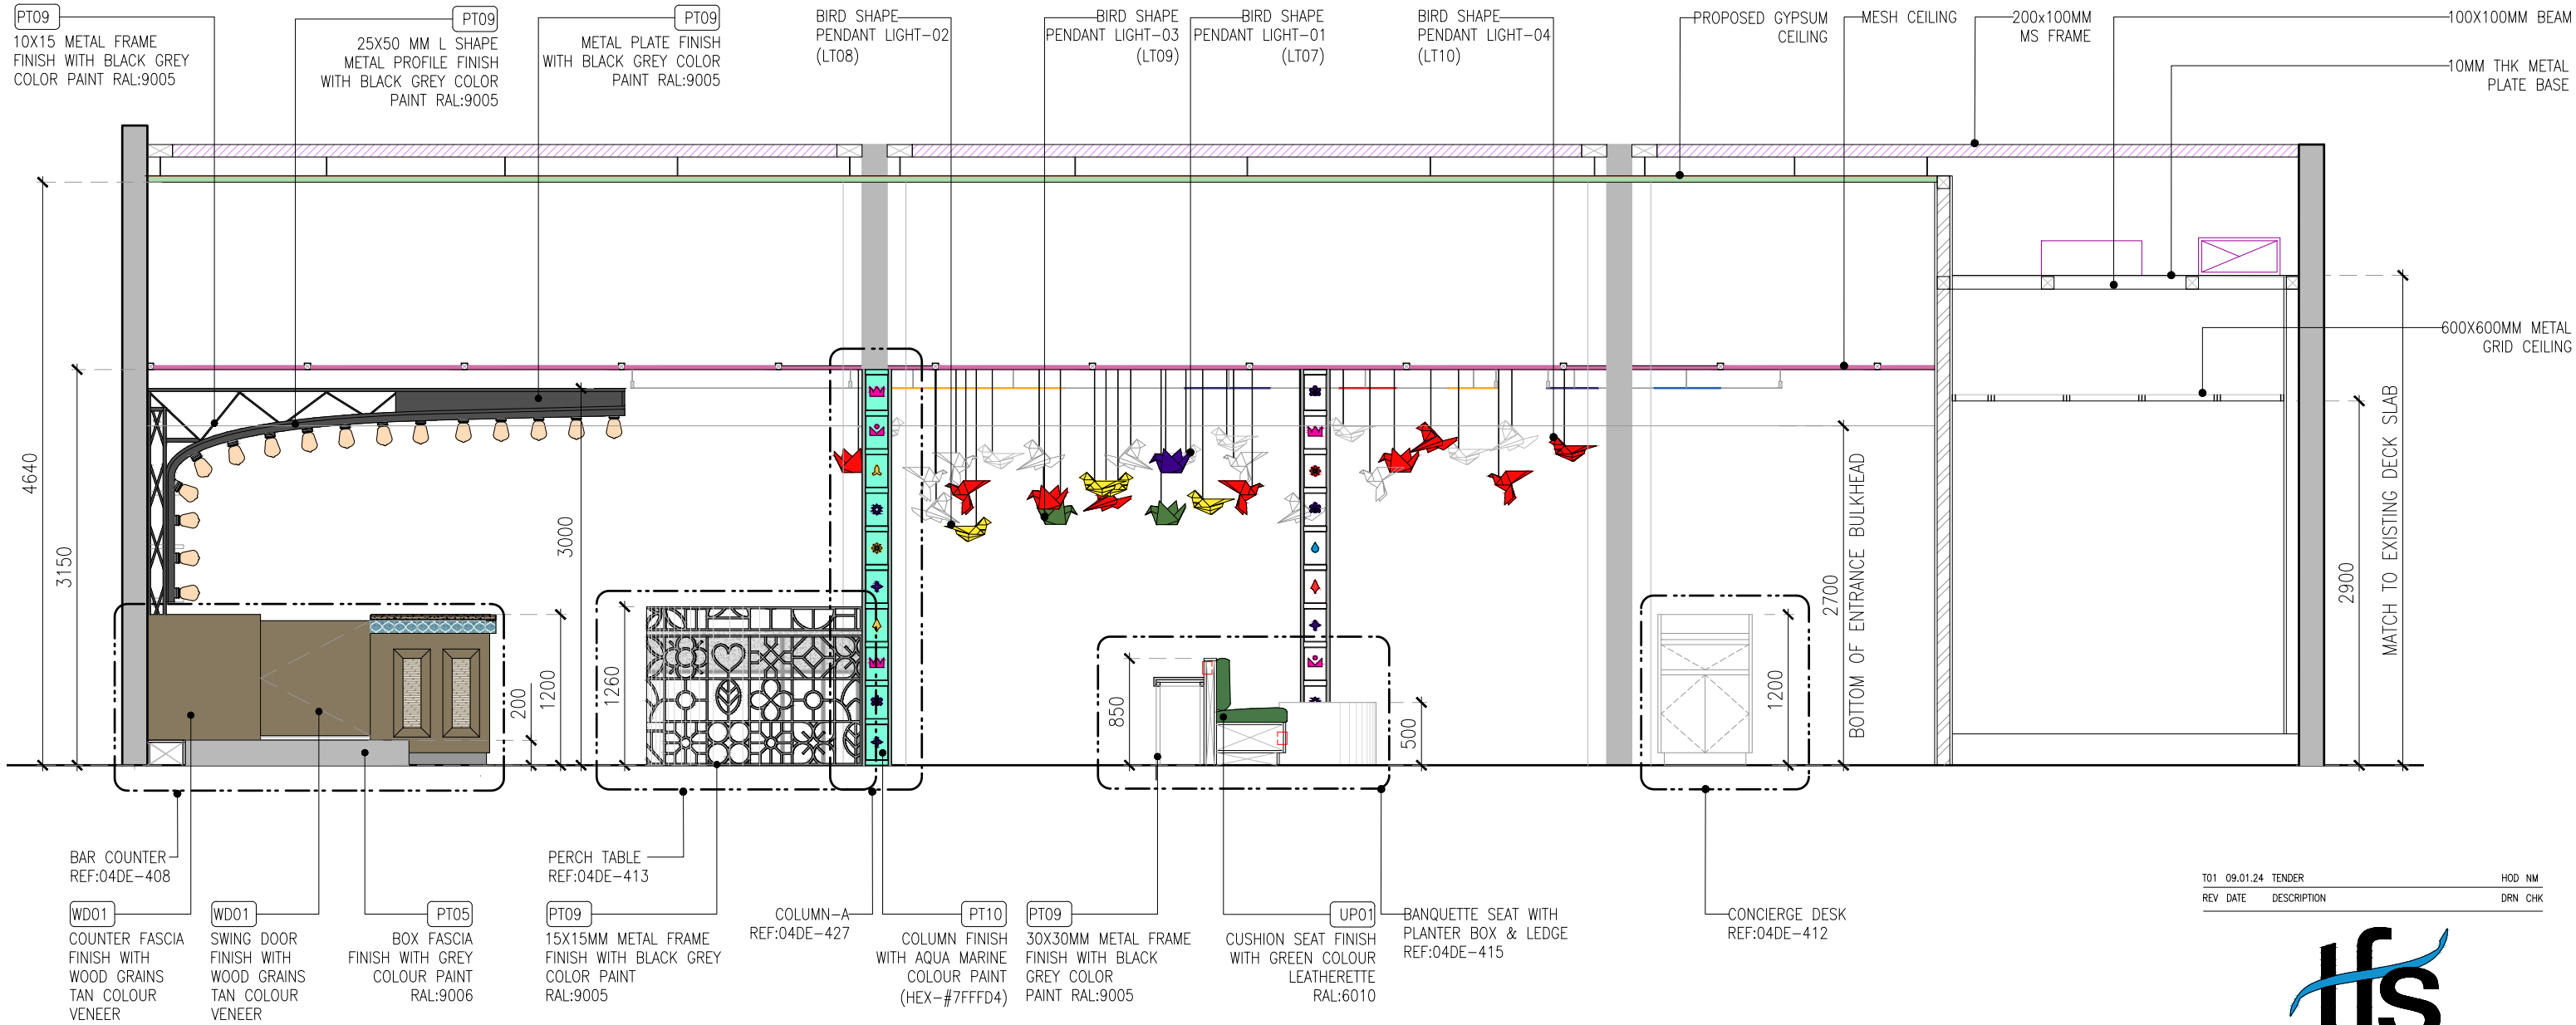 PT09
10X15 METAL FRAME
FINISH WITH BLACK GREY
COLOR PAINT RAL:9005
PT09
25X50 MM L SHAPE
METAL PROFILE FINISH
WITH BLACK GREY COLOR
PAINT RAL:9005
PT09
METAL PLATE FINISH
WITH BLACK GREY COLOR
PAINT RAL:9005
BIRD SHAPE
PENDANT LIGHT-02
(LT08)
BIRD SHAPE
PENDANT LIGHT-03
(LT09)
BIRD SHAPE
PENDANT LIGHT-01
(LT07)
BIRD SHAPE
PENDANT LIGHT-04
(LT10)
PROPOSED GYPSUM
CEILING
MESH CEILING
200x100MM
MS FRAME
100X100MM BEAM
10MM THK METAL
PLATE BASE
600X600MM METAL
GRID CEILING
4640
3150
3000
200
1200
1260
850
500
1200
2700
BOTTOM OF ENTRANCE BULKHEAD
2900
MATCH TO EXISTING DECK SLAB
BAR COUNTER
REF:04DE-408
WD01
COUNTER FASCIA
FINISH WITH
WOOD GRAINS
TAN COLOUR
VENEER
WD01
SWING DOOR
FINISH WITH
WOOD GRAINS
TAN COLOUR
VENEER
PT05
BOX FASCIA
FINISH WITH GREY
COLOUR PAINT
RAL:9006
PERCH TABLE
REF:04DE-413
PT09
15X15MM METAL FRAME
FINISH WITH BLACK GREY
COLOR PAINT
RAL:9005
COLUMN-A
REF:04DE-427
PT10
COLUMN FINISH
WITH AQUA MARINE
COLOUR PAINT
(HEX-#7FFFD4)
PT09
30X30MM METAL FRAME
FINISH WITH BLACK
GREY COLOR
PAINT RAL:9005
UP01
CUSHION SEAT FINISH
WITH GREEN COLOUR
LEATHERETTE
RAL:6010
BANQUETTE SEAT WITH
PLANTER BOX & LEDGE
REF:04DE-415
CONCIERGE DESK
REF:04DE-412
T01 09.01.24 TENDER HOD NM
REV DATE DESCRIPTION DRN CHK